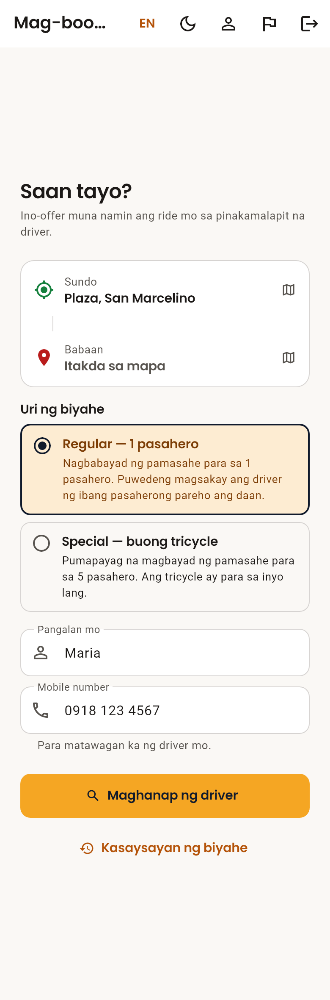 Mag-boo...
EN
Saan tayo?
Ino-offer muna namin ang ride mo sa pinakamalapit na
driver.
Sundo
Plaza, San Marcelino
Babaan
Itakda sa mapa
Uri ng biyahe
Regular — 1 pasahero
Nagbabayad ng pamasahe para sa 1
pasahero. Puwedeng magsakay ang driver
ng ibang pasaherong pareho ang daan.
Special — buong tricycle
Pumapayag na magbayad ng pamasahe para
sa 5 pasahero. Ang tricycle ay para sa inyo
lang.
Pangalan mo
Maria
Mobile number
0918 123 4567
Para matawagan ka ng driver mo.
Maghanap ng driver
Kasaysayan ng biyahe